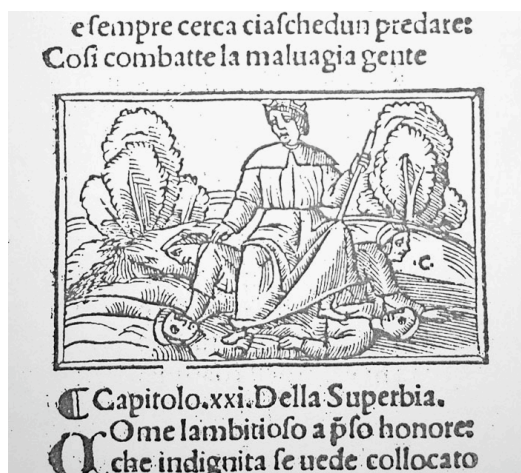 e ſempre cerca ciaſchedun predare:
Coſi combatte la maluagia gente
.C.
¶ Capitolo.xxi.Della Superbia.
COme lambitioſo a p̄ſo honore:
che indignita ſe uede collocato